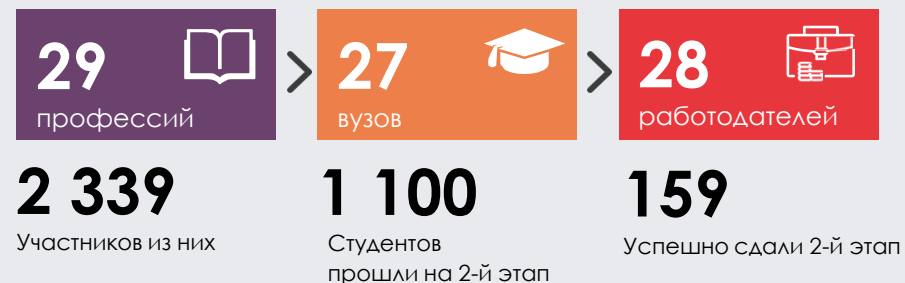 29
профессий
27
вузов
28
работодателей
2 339
Участников из них
1 100
Студентов
прошли на 2-й этап
159
Успешно сдали 2-й этап